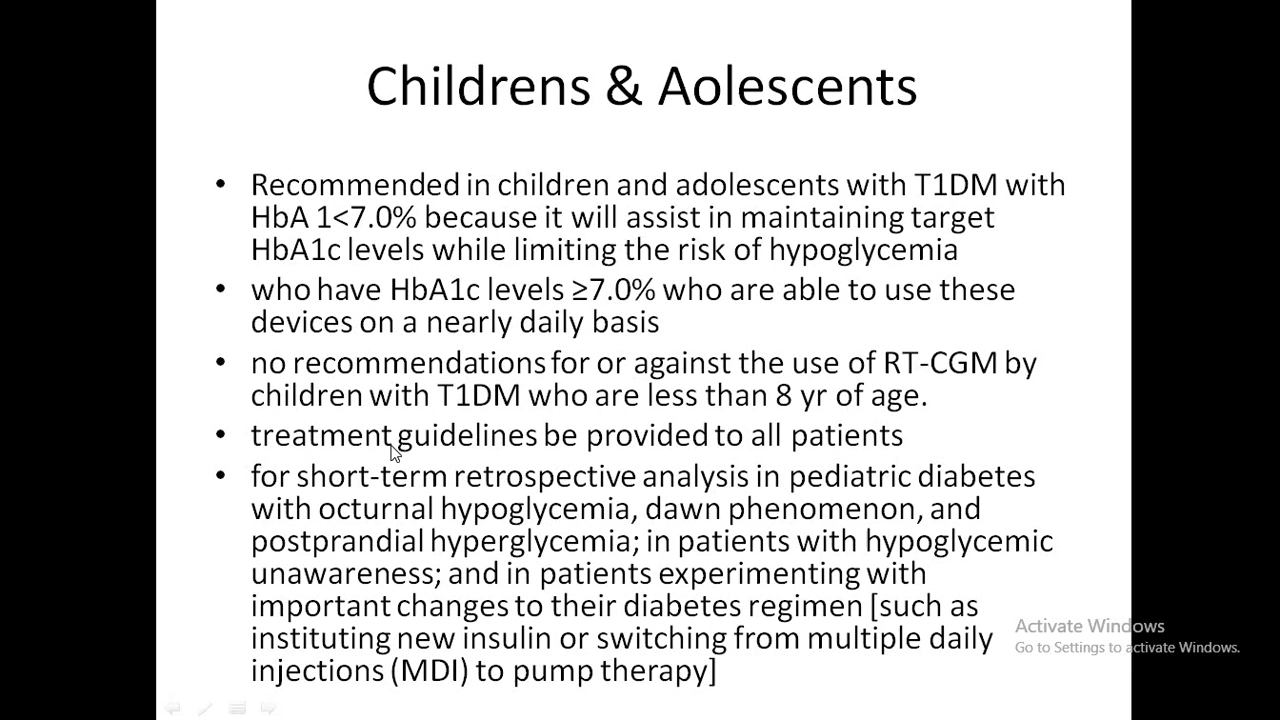 Childrens & Aolescents
• Recommended in children and adolescents with T1DM with
HbA 1<7.0% because it will assist in maintaining target
HbA1c levels while limiting the risk of hypoglycemia
• who have HbA1c levels ≥7.0% who are able to use these
devices on a nearly daily basis
• no recommendations for or against the use of RT-CGM by
children with T1DM who are less than 8 yr of age.
• treatment guidelines be provided to all patients
• for short-term retrospective analysis in pediatric diabetes
with octurnal hypoglycemia, dawn phenomenon, and
postprandial hyperglycemia; in patients with hypoglycemic
unawareness; and in patients experimenting with
important changes to their diabetes regimen [such as
instituting new insulin or switching from multiple daily
injections (MDI) to pump therapy]
Activate Windows
Go to Settings to activate Windows.